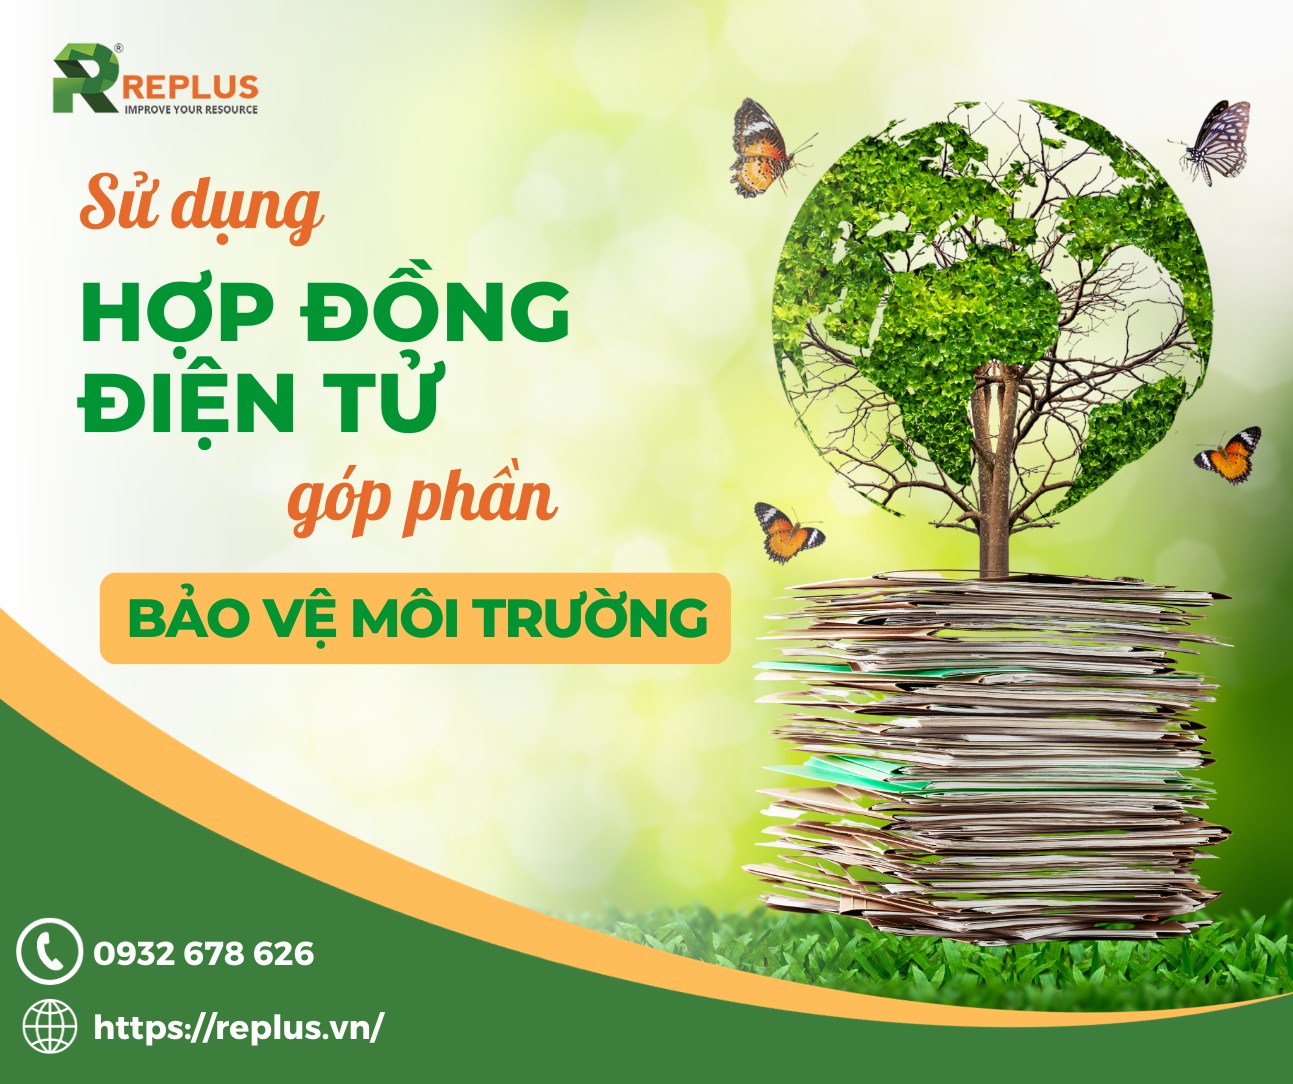 REPLUS®
IMPROVE YOUR RESOURCE
Sử dụng
HỢP ĐỒNG
ĐIỆN TỬ
góp phần
BẢO VỆ MÔI TRƯỜNG
0932 678 626
https://replus.vn/